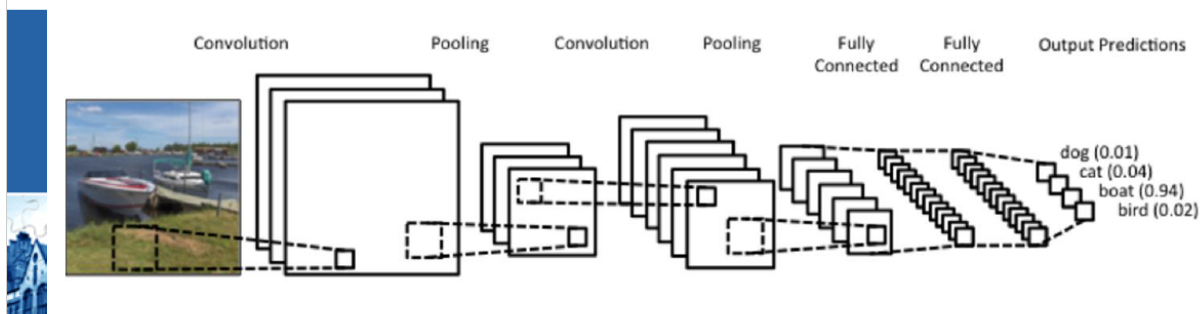 Convolution
Pooling
Convolution
Pooling
Fully
Connected
Fully
Connected
Output Predictions
dog (0.01)
cat (0.04)
boat (0.94)
bird (0.02)